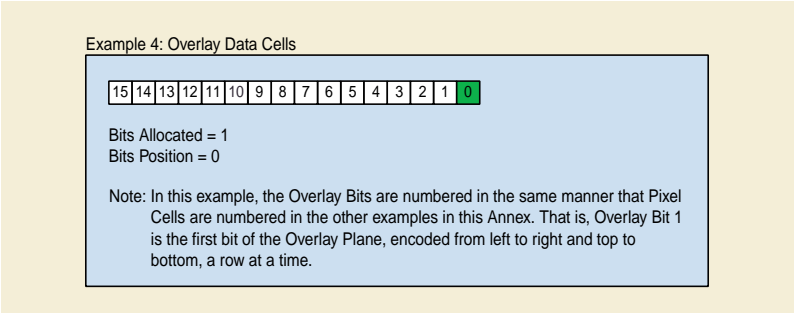 Example 4: Overlay Data Cells
15 14 13 12 11 10 9 8 7 6 5 4 3 2 1 0
Bits Allocated = 1
Bits Position = 0
Note: In this example, the Overlay Bits are numbered in the same manner that Pixel
Cells are numbered in the other examples in this Annex. That is, Overlay Bit 1
is the first bit of the Overlay Plane, encoded from left to right and top to
bottom, a row at a time.